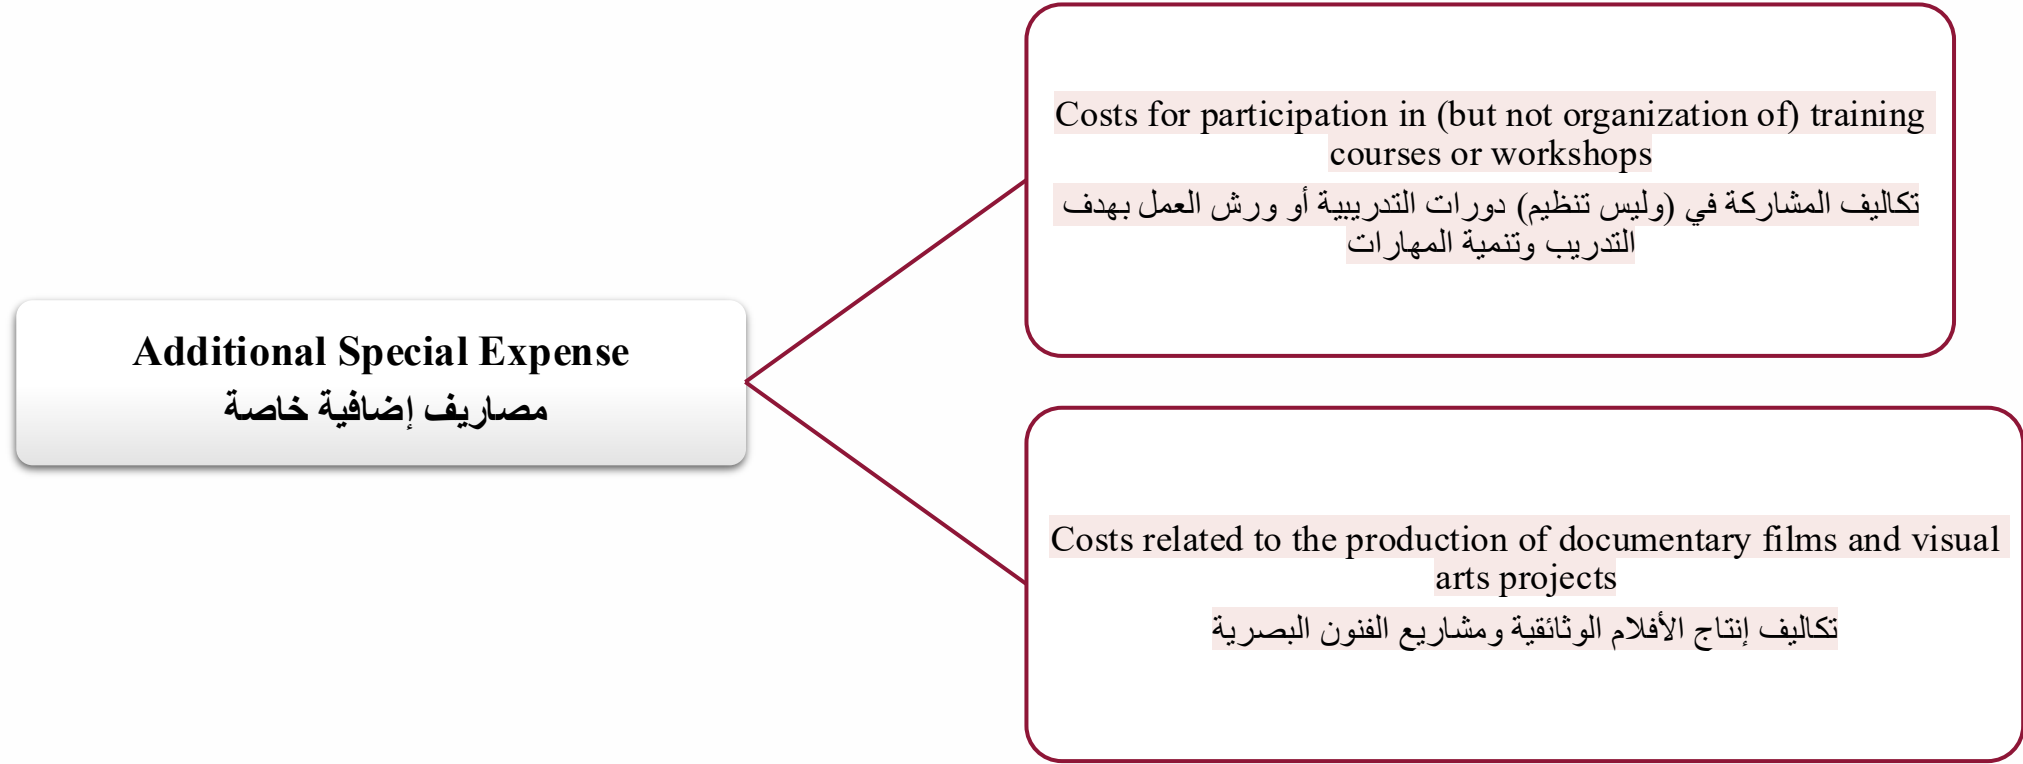 Additional Special Expense
مصاريف إضافية خاصة
Costs for participation in (but not organization of) training
courses or workshops
تكاليف المشاركة في (وليس تنظيم) دورات التدريبية أو ورش العمل بهدف
التدريب وتنمية المهارات
Costs related to the production of documentary films and visual
arts projects
تكاليف إنتاج الأفلام الوثائقية ومشاريع الفنون البصرية